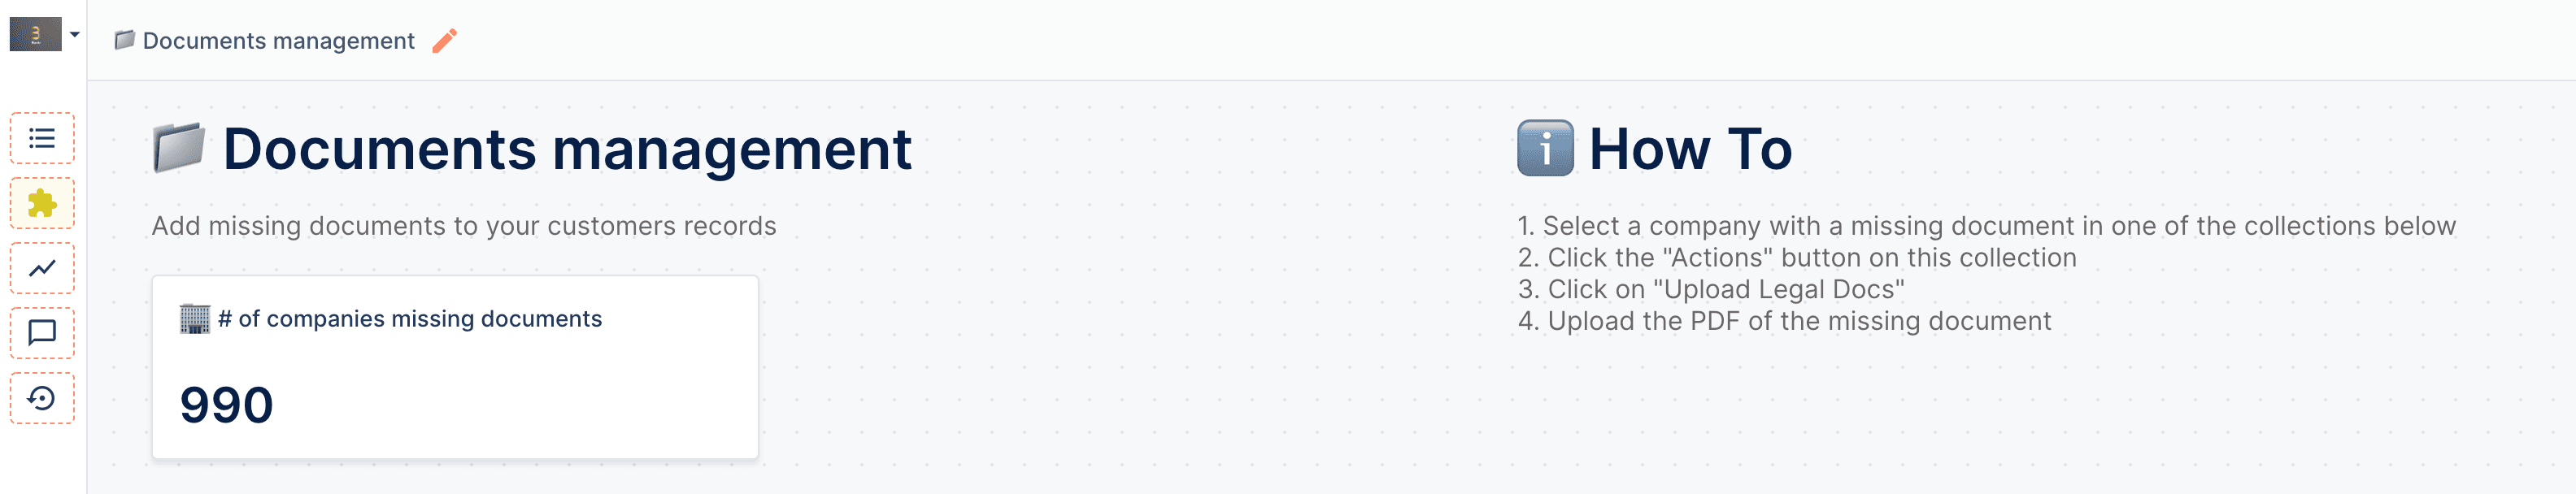 Documents management
Documents management
Add missing documents to your customers records
# of companies missing documents
990
How To
1. Select a company with a missing document in one of the collections below
2. Click the "Actions" button on this collection
3. Click on "Upload Legal Docs"
4. Upload the PDF of the missing document